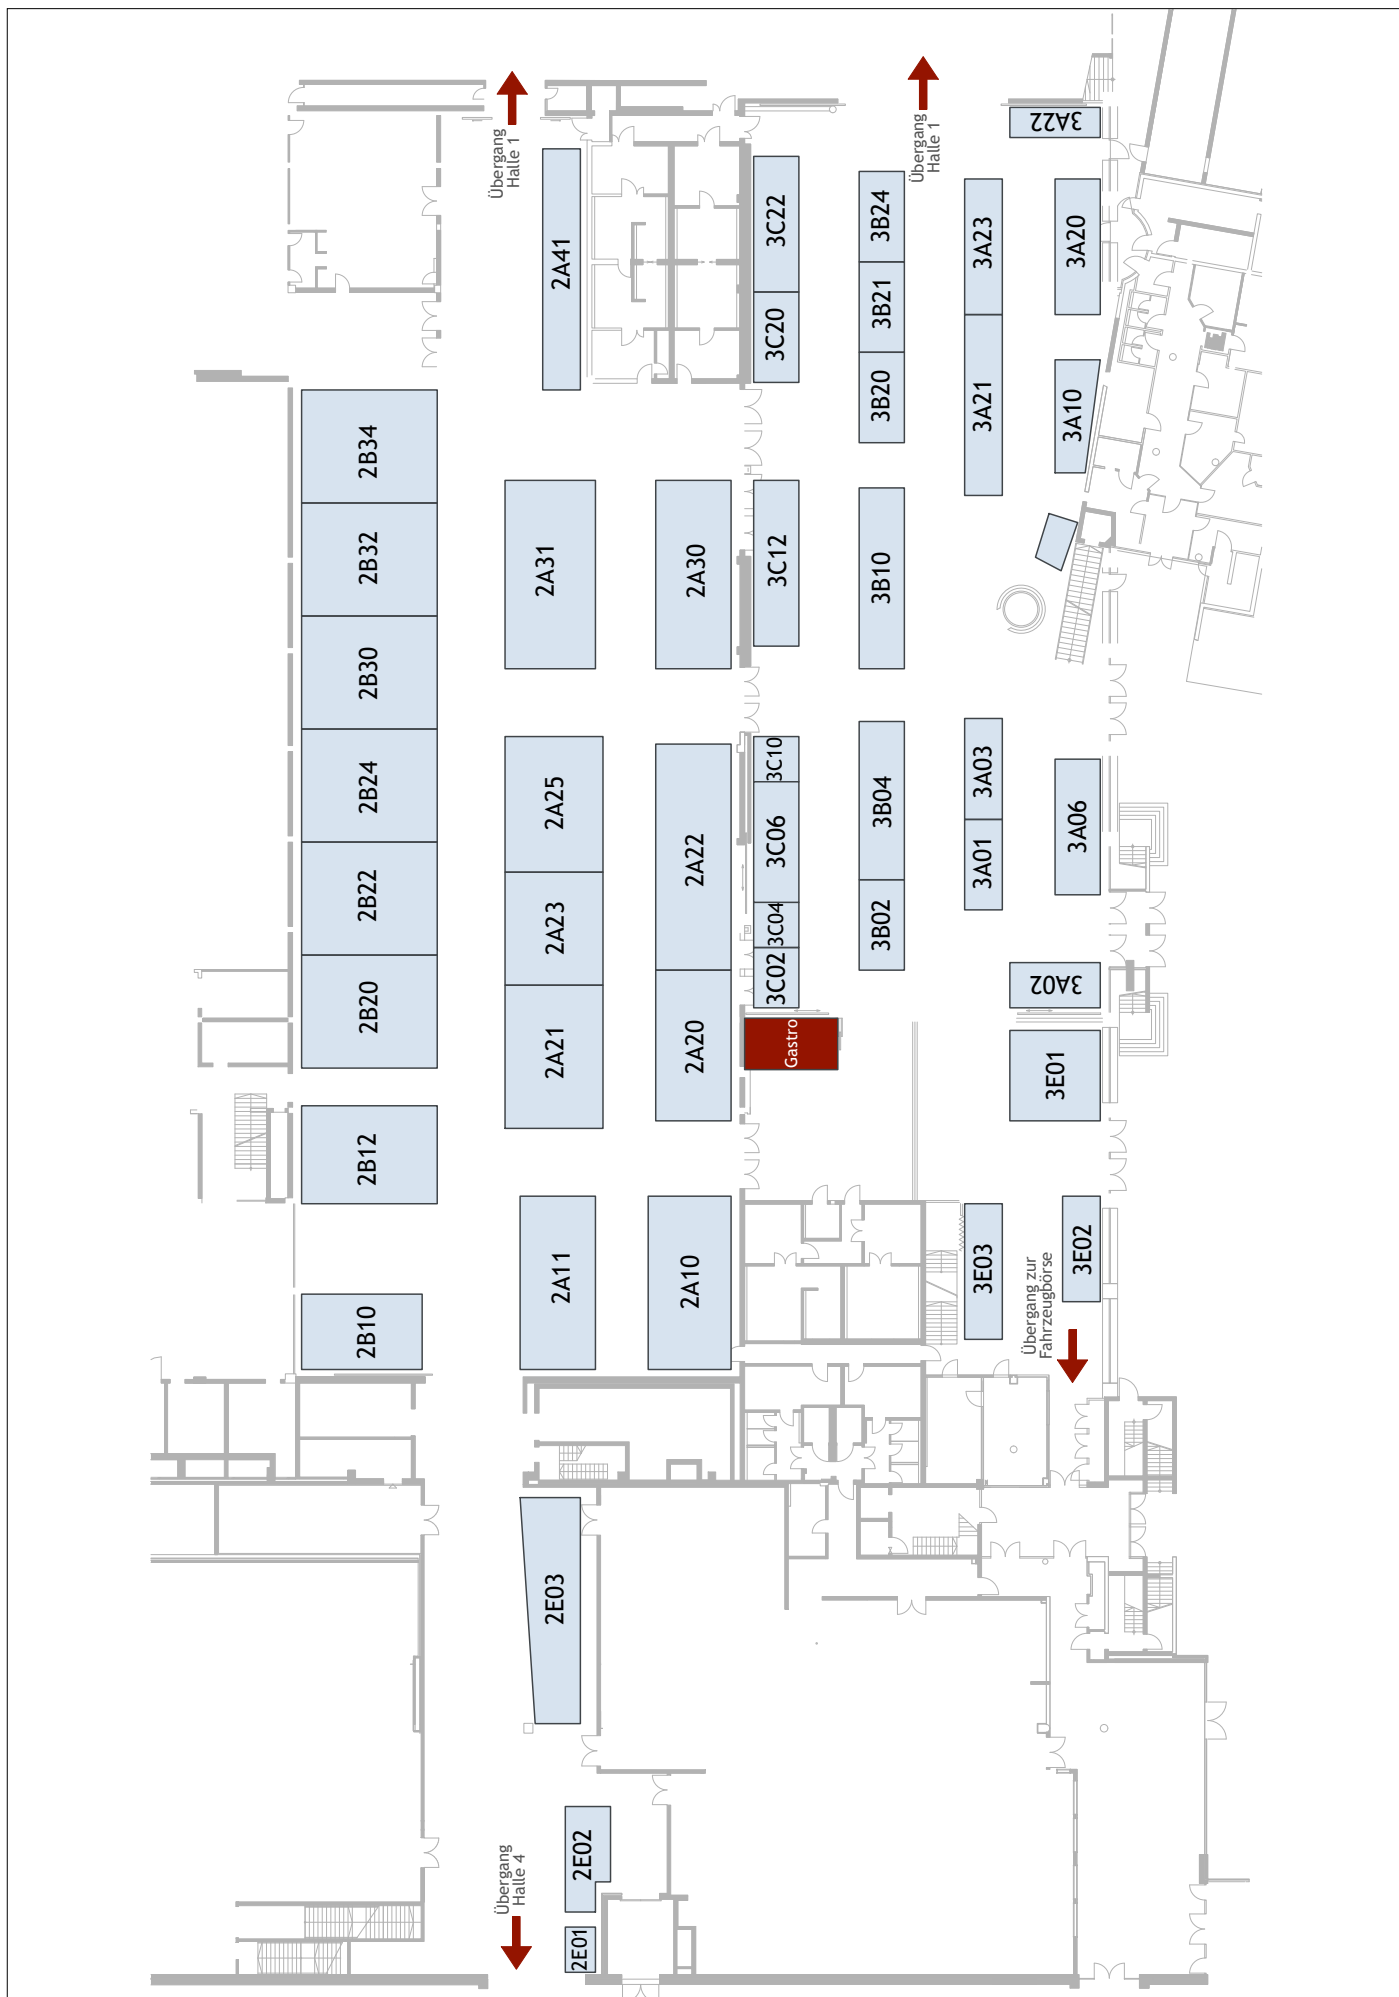 Übergang
Halle 1
Übergang
Halle 1
3A22
2A41
3C22
3B24
3A23
3A20
3C20
3B21
3B20
3A21
3A10
2B34
2B32
2A31
2A30
3C12
3B10
2B30
2B24
2A25
2A22
3C10
3C06
3B04
3A03
3A01
3A06
2B22
2A23
3C04
3C02
3B02
3A02
2B20
2A21
2A20
Gastro
3E01
2B12
2A11
2A10
3E03
3E02
2B10
Übergang zur
Fahrzeugbörse
2E03
2E02
Übergang
Halle 4
2E01